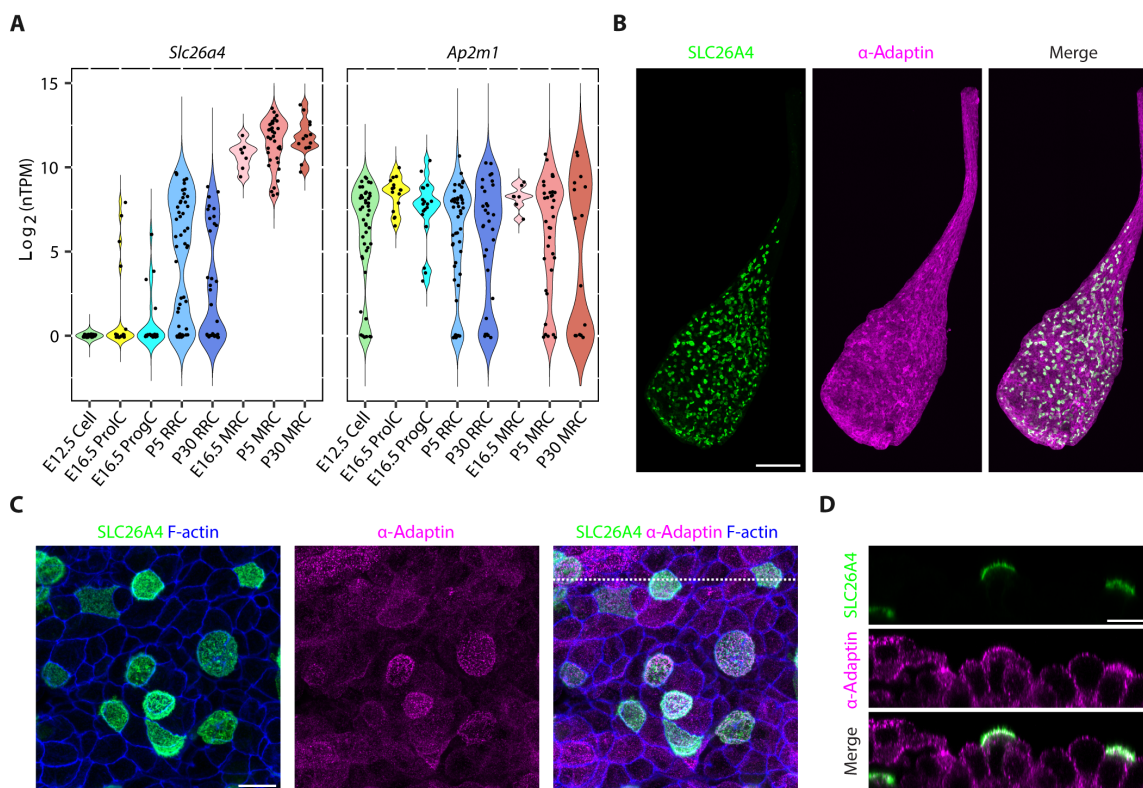 A
Slc26a4
Ap2m1
15
10
5
0
Log2 (nTPM)
E12.5 Cell
E16.5 ProlC
E16.5 ProgC
P5 RRC
P30 RRC
E16.5 MRC
P5 MRC
P30 MRC
E12.5 Cell
E16.5 ProlC
E16.5 ProgC
P5 RRC
P30 RRC
E16.5 MRC
P5 MRC
P30 MRC
B
SLC26A4
α-Adaptin
Merge
C
SLC26A4 F-actin
α-Adaptin
SLC26A4 α-Adaptin F-actin
D
SLC26A4
α-Adaptin
Merge